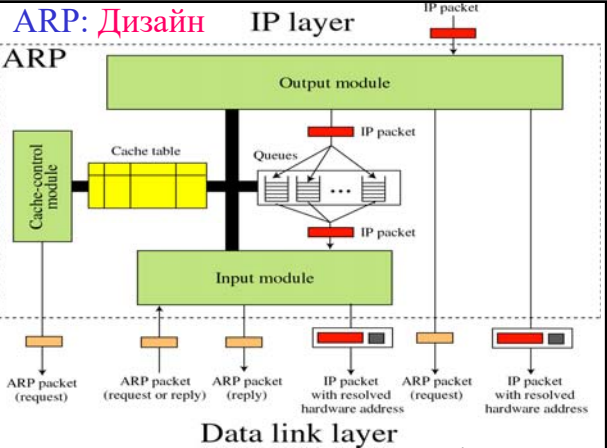 ARP: Дизайн
IP layer
IP packet
ARP
Output module
IP packet
Cache table
Queues
Cache-control
module
...
IP packet
Input module
ARP packet
(request)
ARP packet
(request or reply)
ARP packet
(reply)
IP packet
with resolved
hardware address
ARP packet
(request)
IP packet
with resolved
hardware address
Data link layer